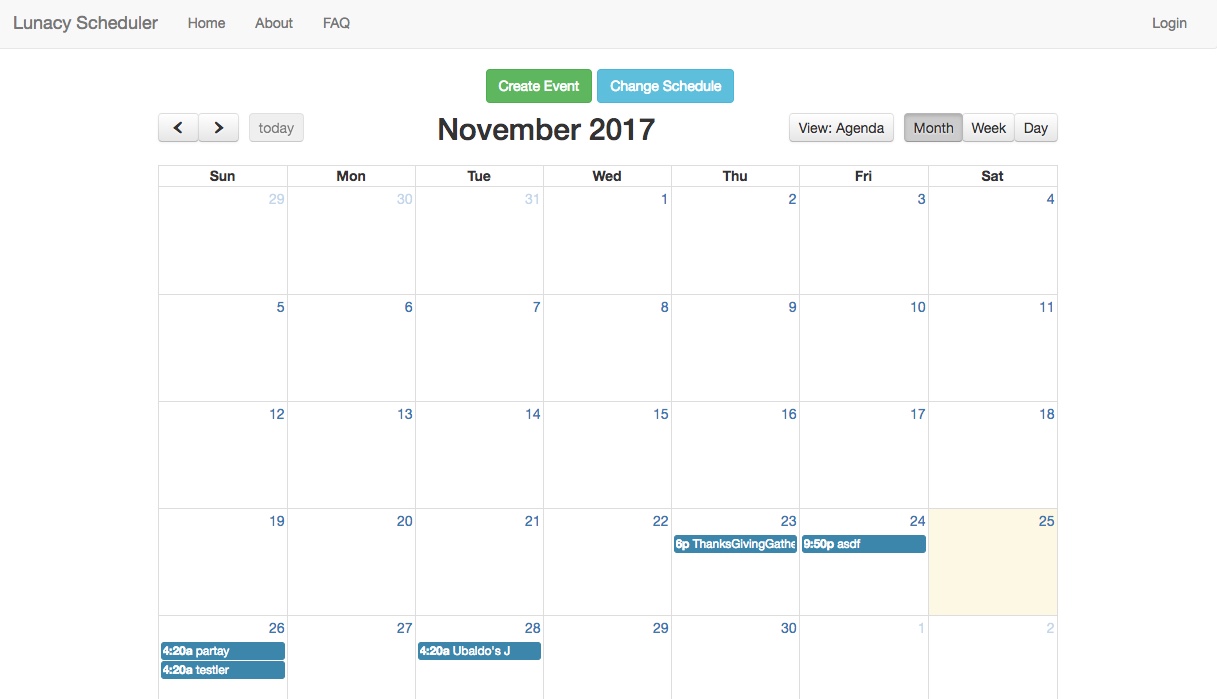 Lunacy Scheduler Home About FAQ Login
Create Event Change Schedule
today November 2017 View: Agenda Month Week Day
Sun Mon Tue Wed Thu Fri Sat
29 30 31 1 2 3 4
5 6 7 8 9 10 11
12 13 14 15 16 17 18
19 20 21 22 23 24 25
6p ThanksGivingGathe 9:50p asdf
26 27 28 29 30 1 2
4:20a partay 4:20a Ubaldo's J
4:20a testler